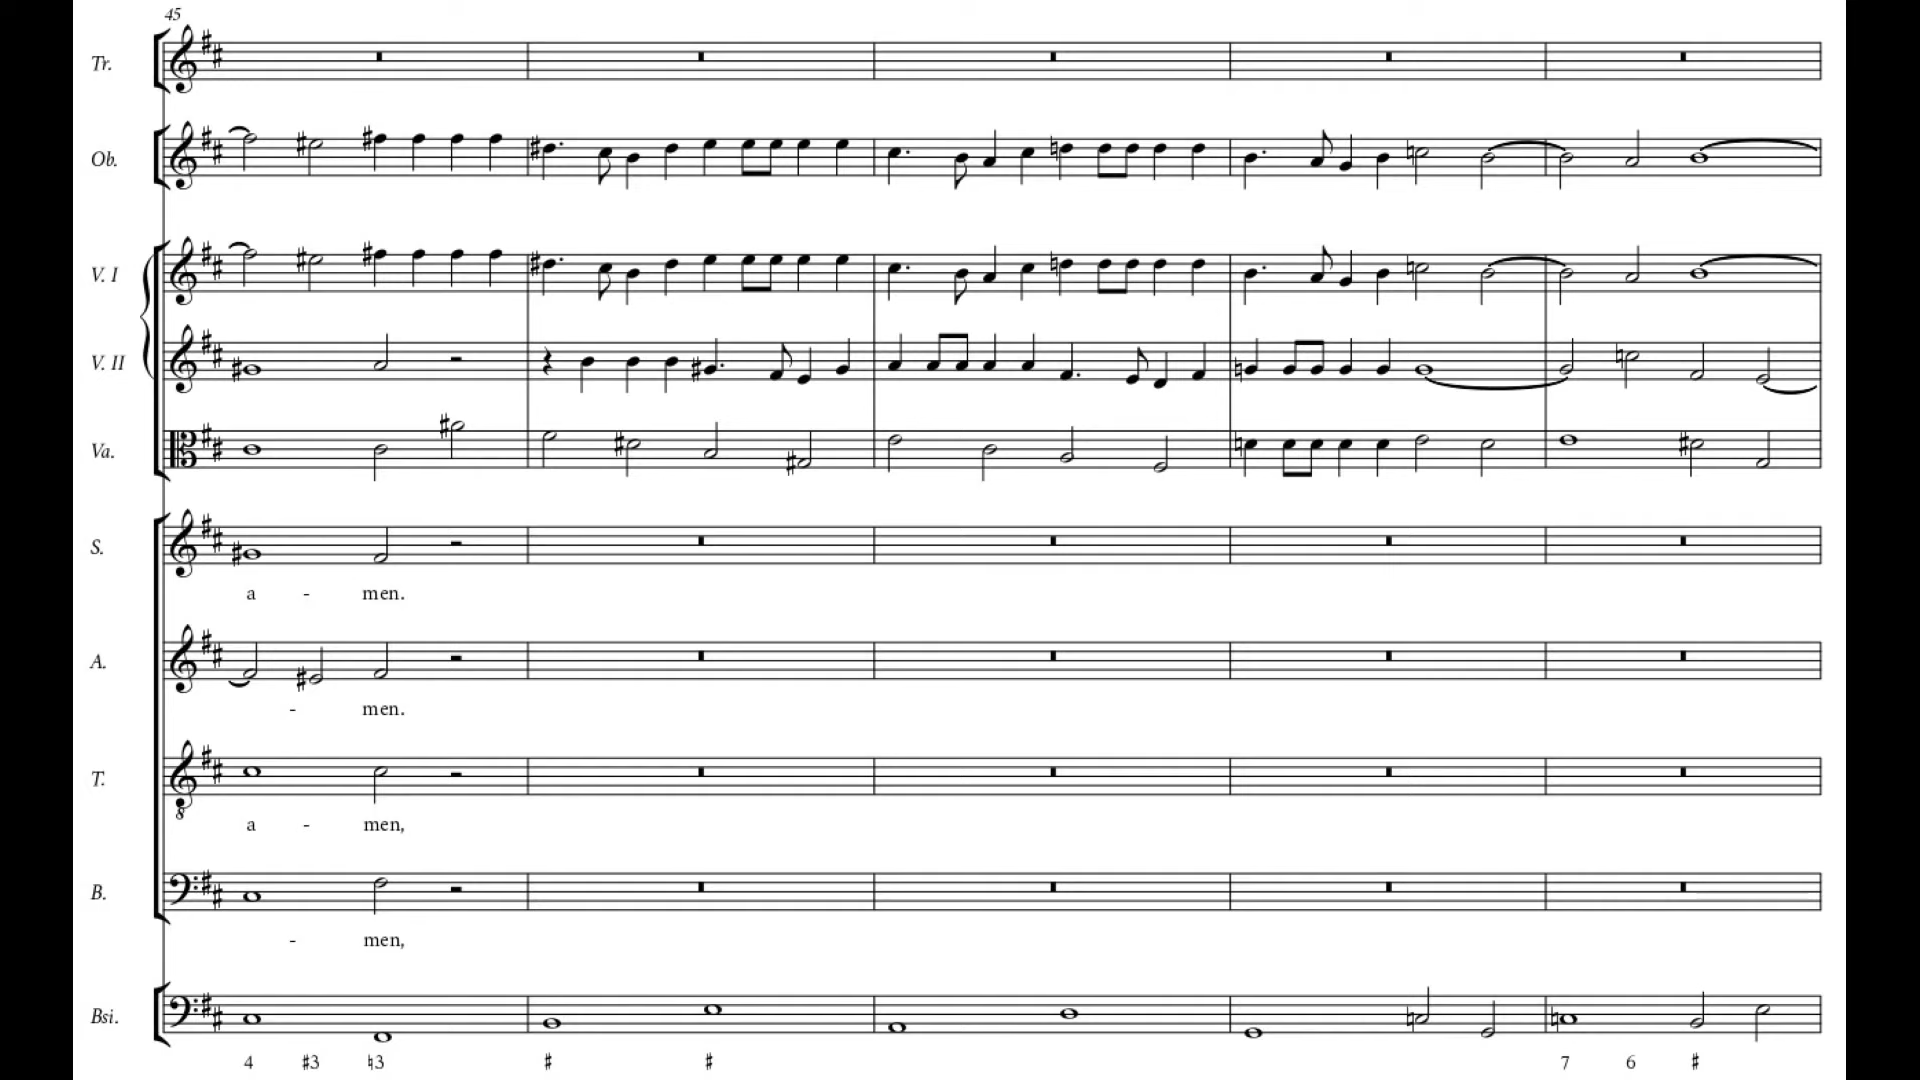 45
Tr.
Ob.
V. I
V. II
Va.
S.
a - men.
A.
- men.
T.
8
a - men,
B.
- men,
Bsi.
4 ♯3 ♮3 ♯ ♯ 7 6 ♯